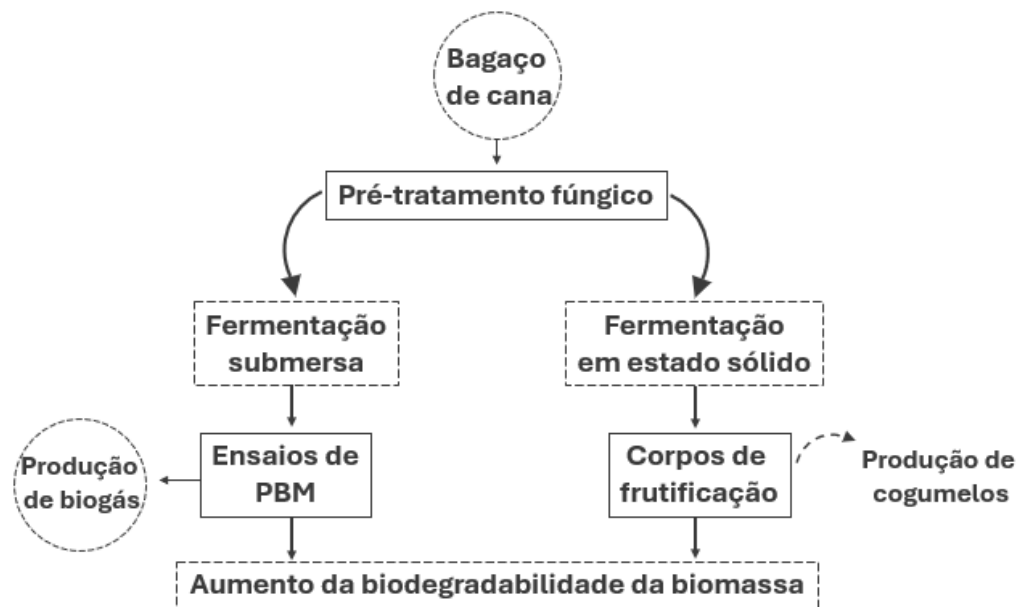 Bagaço
de cana
Pré-tratamento fúngico
Fermentação
submersa
Fermentação
em estado sólido
Produção
de biogás
Ensaios de
PBM
Corpos de
frutificação
Produção de
cogumelos
Aumento da biodegradabilidade da biomassa